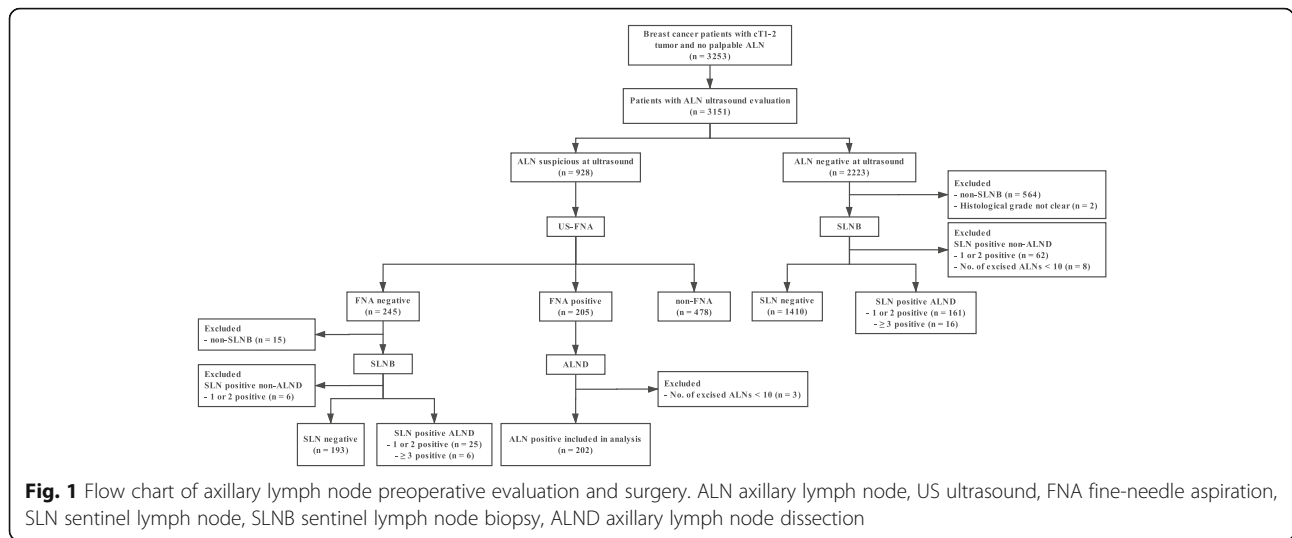 Breast cancer patients with cT1-2
tumor and no palpable ALN
(n = 3253)
Patients with ALN ultrasound evaluation
(n = 3151)
ALN suspicious at ultrasound
(n = 928)
ALN negative at ultrasound
(n = 2223)
Excluded
- non-SLNB (n = 564)
- Histological grade not clear (n = 2)
US-FNA
SLNB
Excluded
SLN positive non-ALND
- 1 or 2 positive (n = 62)
- No. of excised ALNs < 10 (n = 8)
FNA negative
(n = 245)
FNA positive
(n = 205)
non-FNA
(n = 478)
SLN negative
(n = 1410)
SLN positive ALND
- 1 or 2 positive (n = 161)
- ≥ 3 positive (n = 16)
Excluded
- non-SLNB (n = 15)
SLNB
ALND
Excluded
SLN positive non-ALND
- 1 or 2 positive (n = 6)
Excluded
- No. of excised ALNs < 10 (n = 3)
SLN negative
(n = 193)
SLN positive ALND
- 1 or 2 positive (n = 25)
- ≥ 3 positive (n = 6)
ALN positive included in analysis
(n = 202)
Fig. 1 Flow chart of axillary lymph node preoperative evaluation and surgery. ALN axillary lymph node, US ultrasound, FNA fine-needle aspiration,
SLN sentinel lymph node, SLNB sentinel lymph node biopsy, ALND axillary lymph node dissection